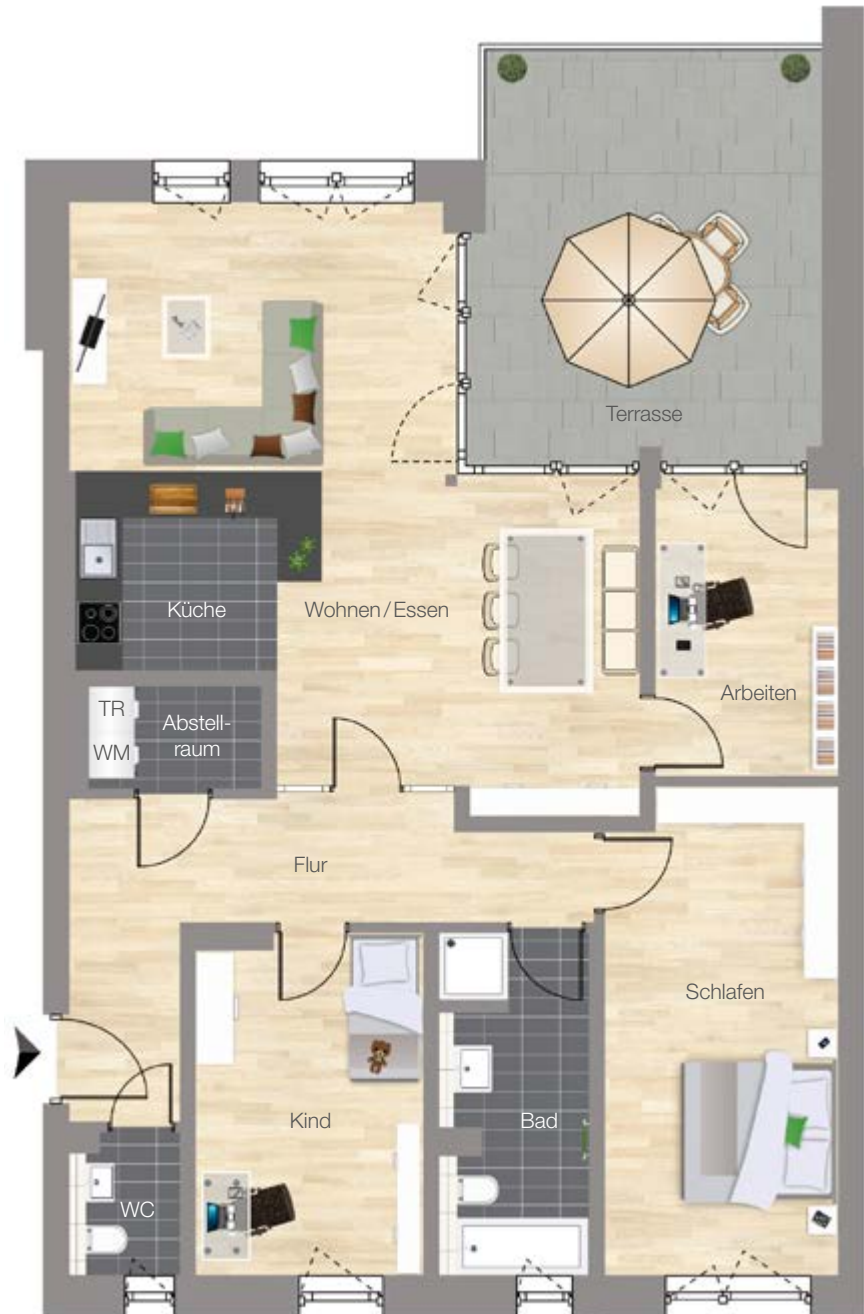 Terrasse
Küche
Wohnen / Essen
Arbeiten
TR
WM
Abstell-
raum
Flur
Schlafen
Kind
Bad
WC